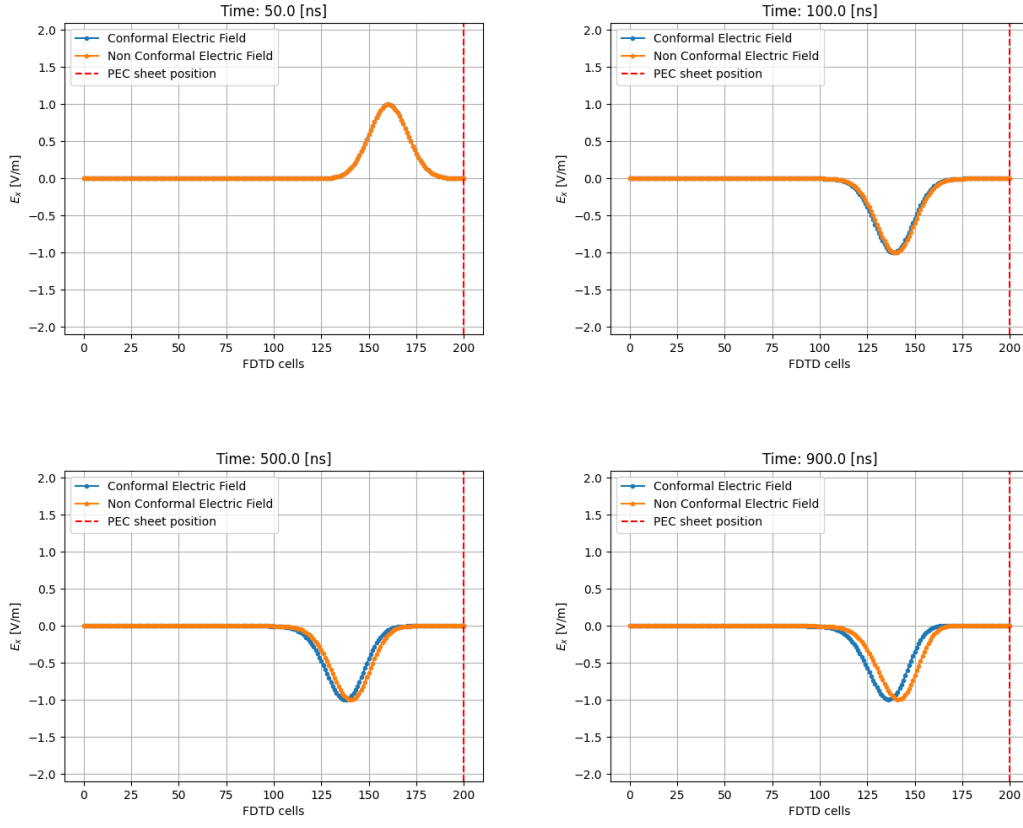 Time: 50.0 [ns]
Conformal Electric Field
Non Conformal Electric Field
PEC sheet position
2.0
1.5
1.0
0.5
0.0
−0.5
−1.0
−1.5
−2.0
E_x [V/m]
0 25 50 75 100 125 150 175 200
FDTD cells
Time: 100.0 [ns]
Conformal Electric Field
Non Conformal Electric Field
PEC sheet position
2.0
1.5
1.0
0.5
0.0
−0.5
−1.0
−1.5
−2.0
E_x [V/m]
0 25 50 75 100 125 150 175 200
FDTD cells
Time: 500.0 [ns]
Conformal Electric Field
Non Conformal Electric Field
PEC sheet position
2.0
1.5
1.0
0.5
0.0
−0.5
−1.0
−1.5
−2.0
E_x [V/m]
0 25 50 75 100 125 150 175 200
FDTD cells
Time: 900.0 [ns]
Conformal Electric Field
Non Conformal Electric Field
PEC sheet position
2.0
1.5
1.0
0.5
0.0
−0.5
−1.0
−1.5
−2.0
E_x [V/m]
0 25 50 75 100 125 150 175 200
FDTD cells